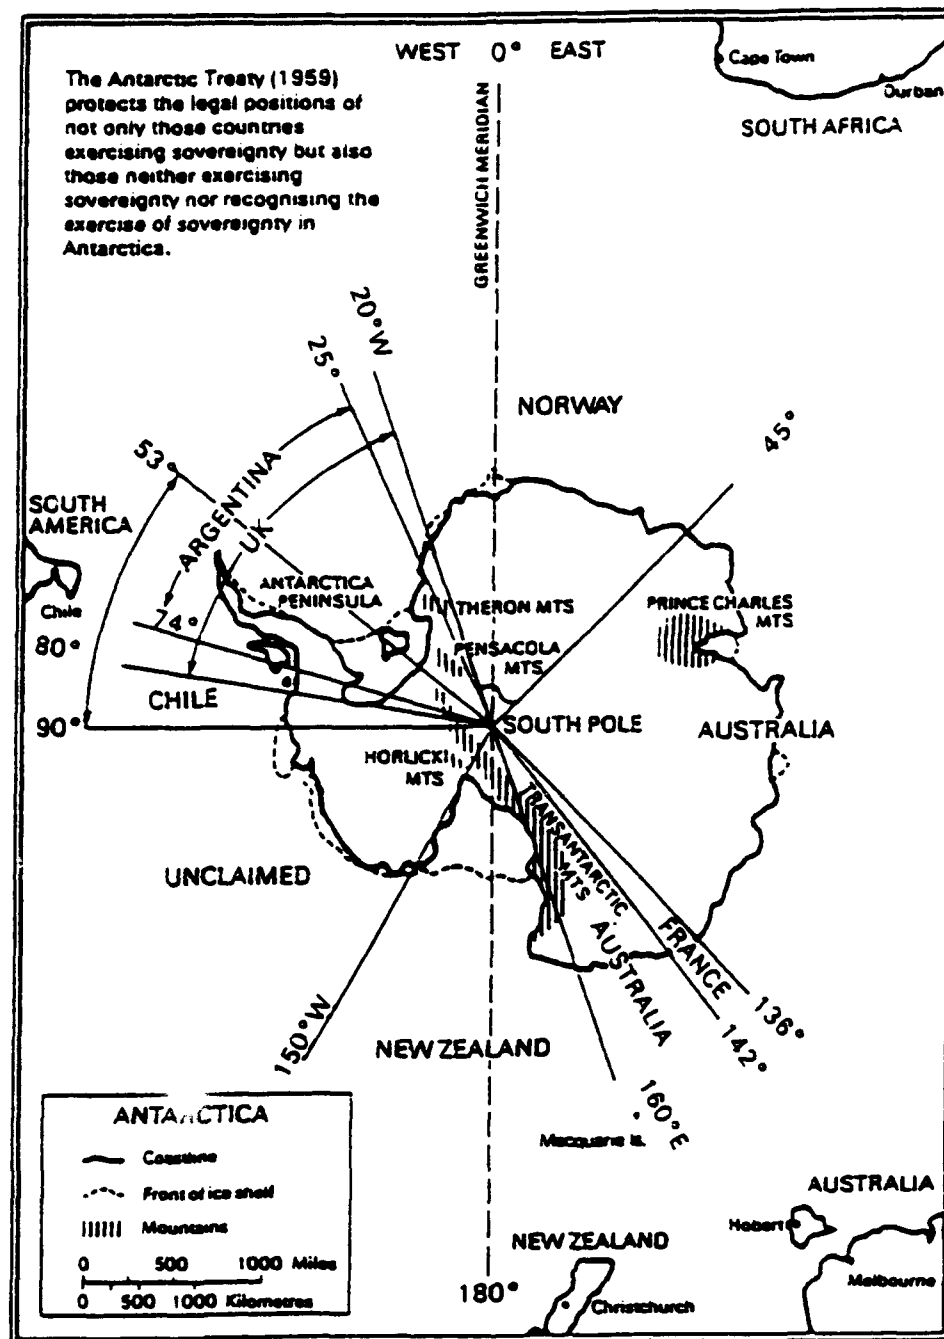 WEST 0° EAST
The Antarctic Treaty (1959)
protects the legal positions of
not only those countries
exercising sovereignty but also
those neither exercising
sovereignty nor recognising the
exercise of sovereignty in
Antarctica.
Cape Town
Durban
SOUTH AFRICA
GREENWICH MERIDIAN
20°W
25°
NORWAY
45°
53°
ARGENTINA
UK
SOUTH
AMERICA
Chile
ANTARCTICA
PENINSULA
THERON MTS
PRINCE CHARLES
MTS
PENSACOLA
MTS
74°
80°
CHILE
90°
SOUTH POLE
AUSTRALIA
HORLICK
MTS
TRANSANTARCTIC
MTS
UNCLAIMED
FRANCE
AUSTRALIA
136°
142°
150°W
NEW ZEALAND
160°E
Macquarie Is.
ANTARCTICA
Coastline
Front of ice shelf
Mountains
0 500 1000 Miles
0 500 1000 Kilometres
AUSTRALIA
Hobart
NEW ZEALAND
Melbourne
180°
Christchurch